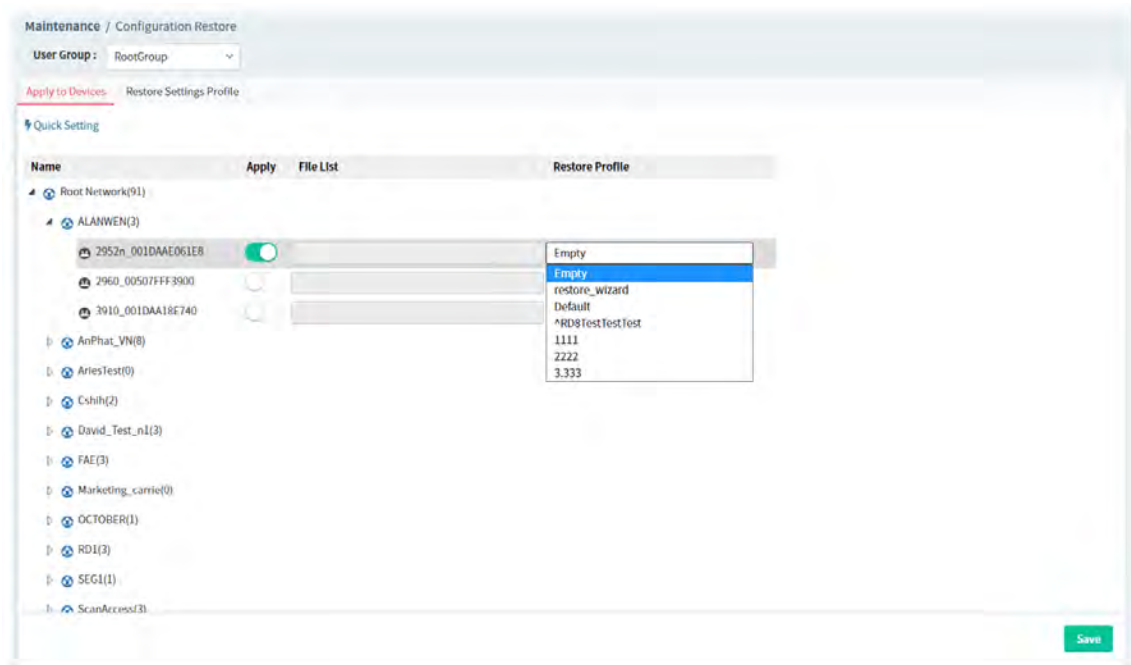 Maintenance / Configuration Restore
User Group : RootGroup
Apply to Devices Restore Settings Profile
Quick Setting
Name Apply File List Restore Profile
Root Network(91)
ALANWEN(3)
2952n_001DAAE061E8 Empty
Empty
2960_00507FFF3900
restore_wizard
Default
3910_001DAA18E740
^RD8TestTestTest
1111
AnPhat_VN(8)
2222
3.333
AriesTest(0)
Cshih(2)
David_Test_n1(3)
FAE(3)
Marketing_carrie(0)
OCTOBER(1)
RD1(3)
SEG1(1)
ScanAccess(3)
Save